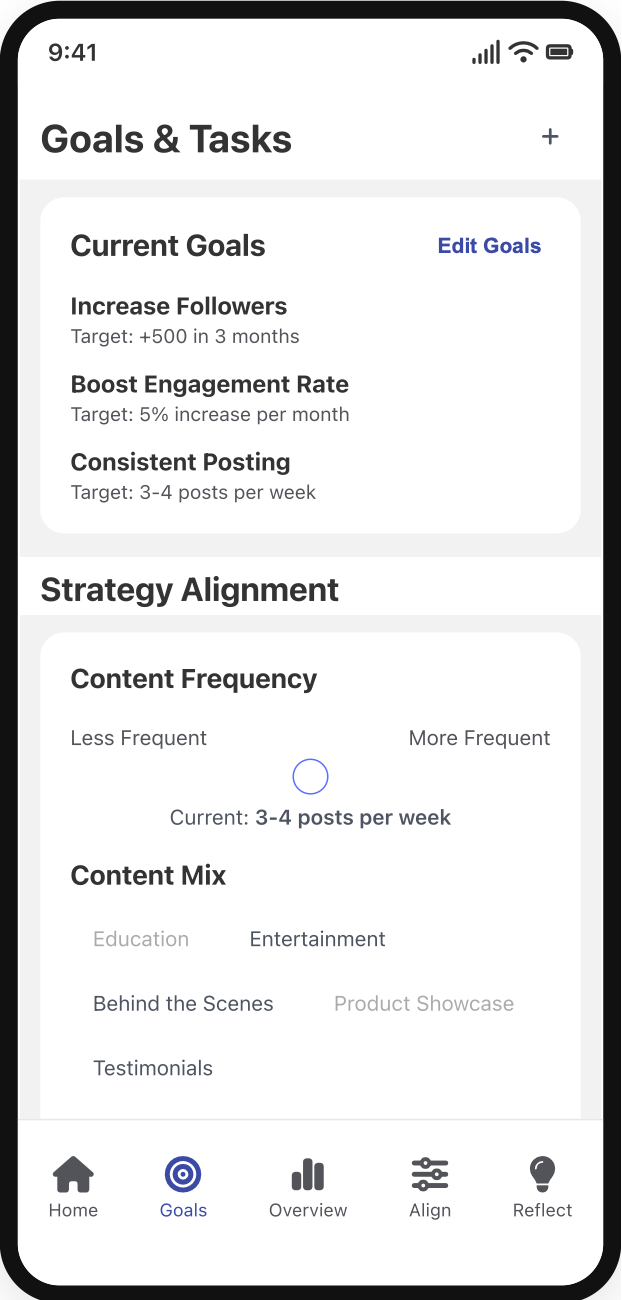 9:41
Goals & Tasks
+
Current Goals
Edit Goals
Increase Followers
Target: +500 in 3 months
Boost Engagement Rate
Target: 5% increase per month
Consistent Posting
Target: 3-4 posts per week
Strategy Alignment
Content Frequency
Less Frequent
More Frequent
Current: 3-4 posts per week
Content Mix
Education
Entertainment
Behind the Scenes
Product Showcase
Testimonials
Home
Goals
Overview
Align
Reflect